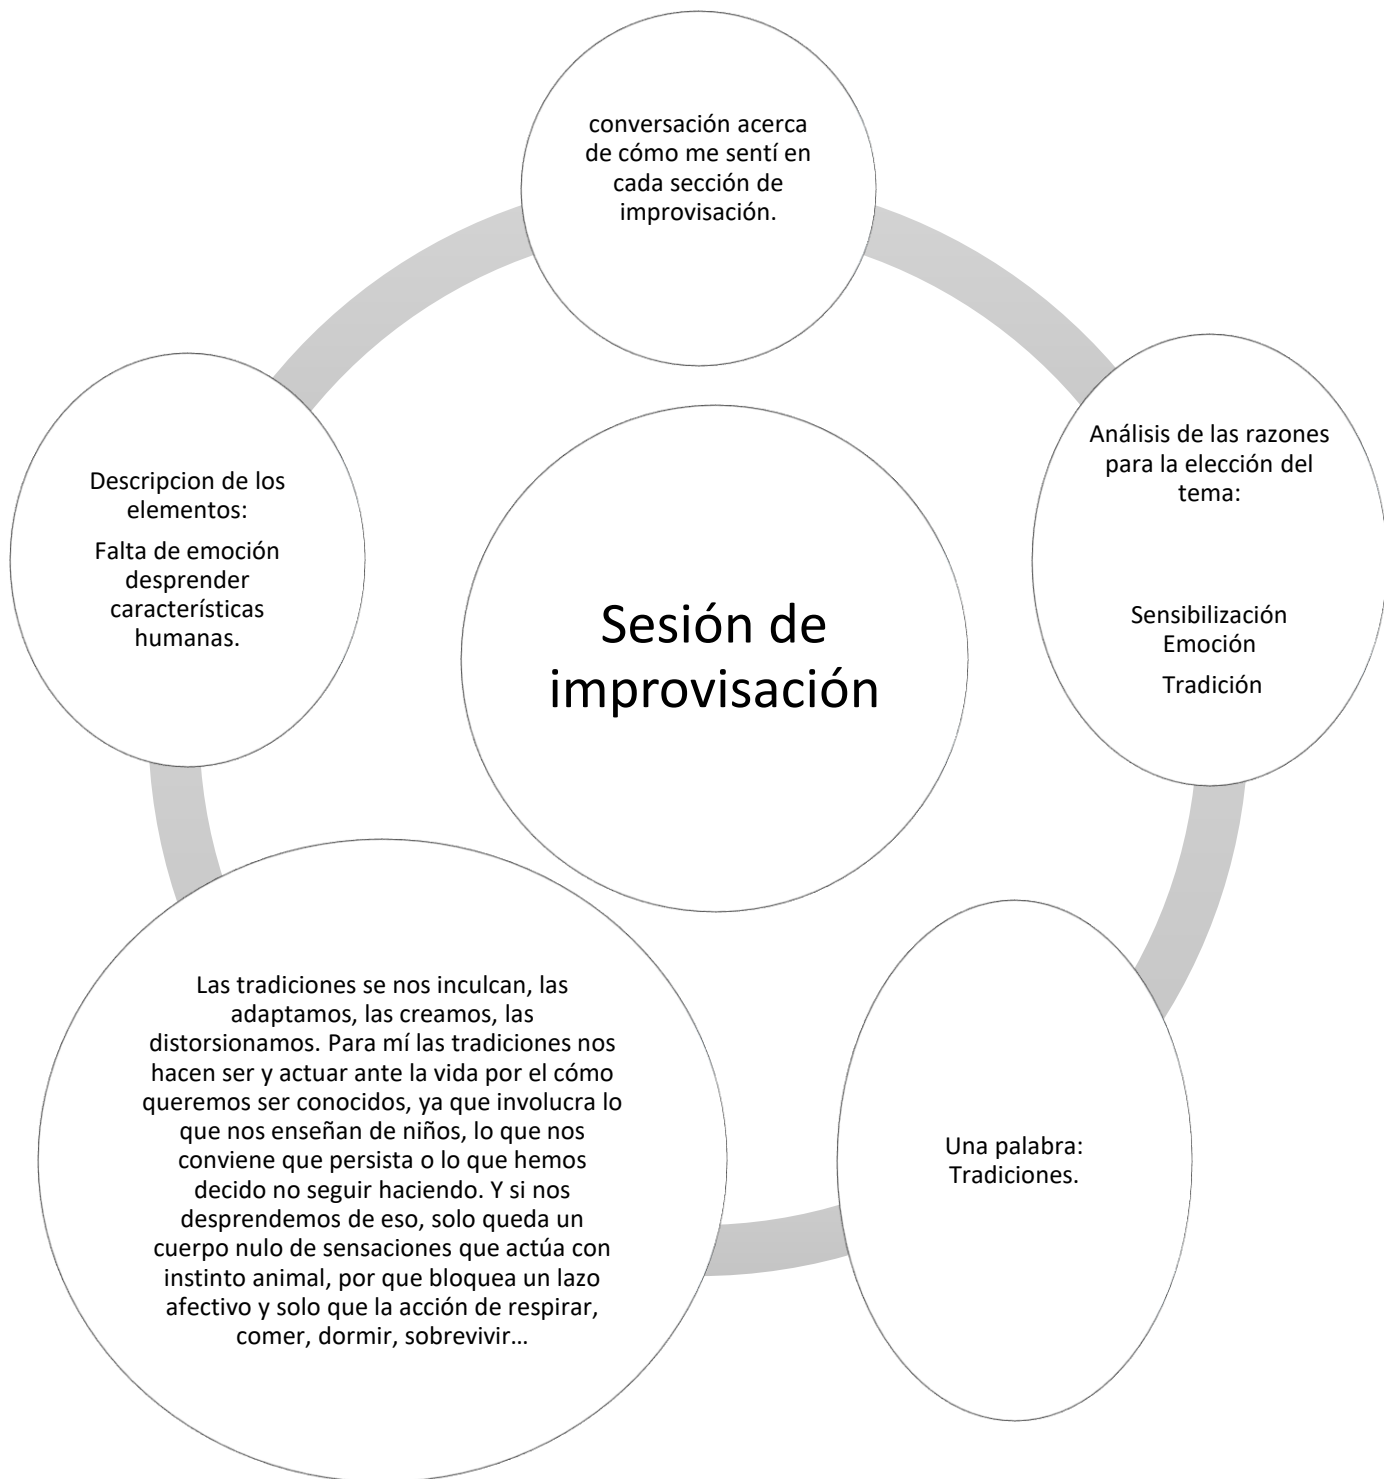 conversación acerca
de cómo me sentí en
cada sección de
improvisación.
Análisis de las razones
para la elección del
tema:
Sensibilización
Emoción
Tradición
Una palabra:
Tradiciones.
Las tradiciones se nos inculcan, las
adaptamos, las creamos, las
distorsionamos. Para mí las tradiciones nos
hacen ser y actuar ante la vida por el cómo
queremos ser conocidos, ya que involucra lo
que nos enseñan de niños, lo que nos
conviene que persista o lo que hemos
decido no seguir haciendo. Y si nos
desprendemos de eso, solo queda un
cuerpo nulo de sensaciones que actúa con
instinto animal, por que bloquea un lazo
afectivo y solo que la acción de respirar,
comer, dormir, sobrevivir…
Descripcion de los
elementos:
Falta de emoción
desprender
características
humanas.
Sesión de
improvisación